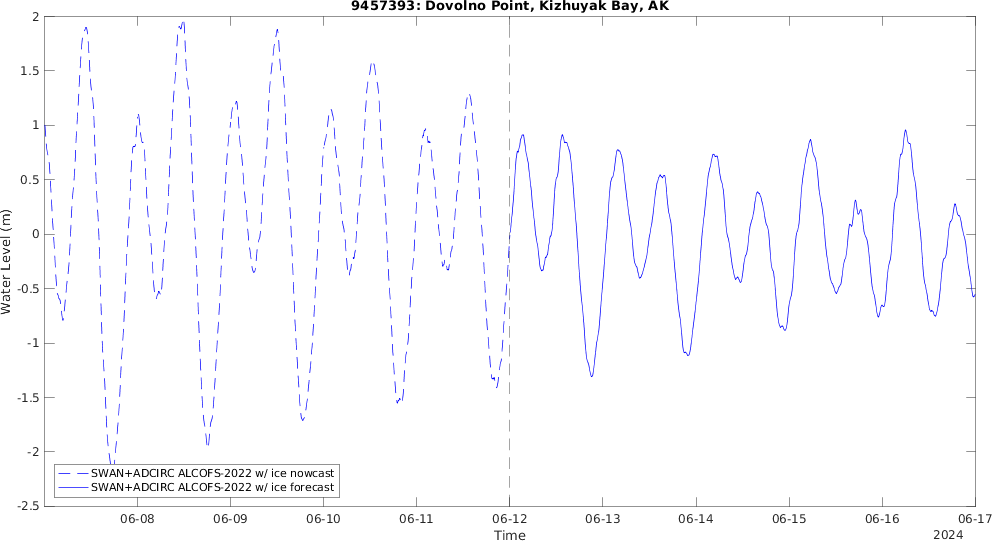 9457393: Dovolno Point, Kizhuyak Bay, AK
Water Level (m)
2
1.5
1
0.5
0
-0.5
-1
-1.5
-2
-2.5
SWAN+ADCIRC ALCOFS-2022 w/ ice nowcast
SWAN+ADCIRC ALCOFS-2022 w/ ice forecast
06-08 06-09 06-10 06-11 06-12 06-13 06-14 06-15 06-16 06-17
Time
2024